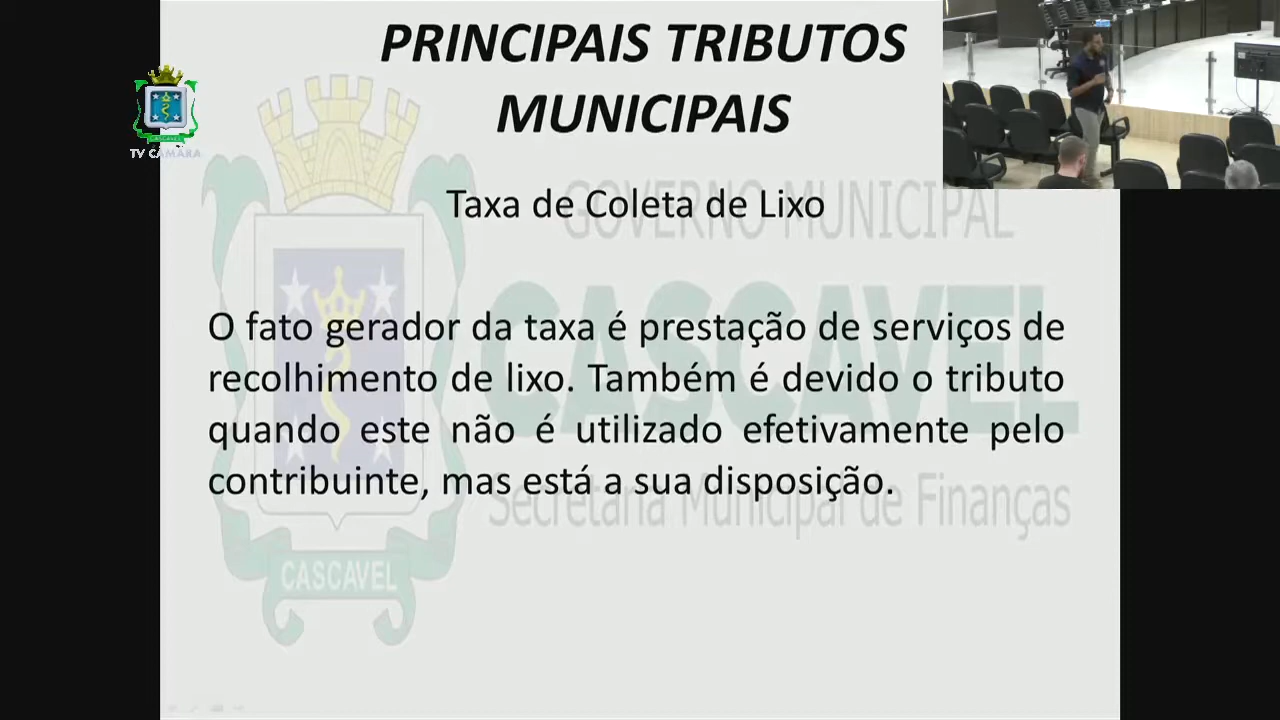 PRINCIPAIS TRIBUTOS
MUNICIPAIS
TV CÂMARA
Taxa de Coleta de Lixo
GOVERNO MUNICIPAL
CASCAVEL
O fato gerador da taxa é prestação de serviços de
recolhimento de lixo. Também é devido o tributo
quando este não é utilizado efetivamente pelo
contribuinte, mas está a sua disposição.
Secretaria Municipal de Finanças
CASCAVEL